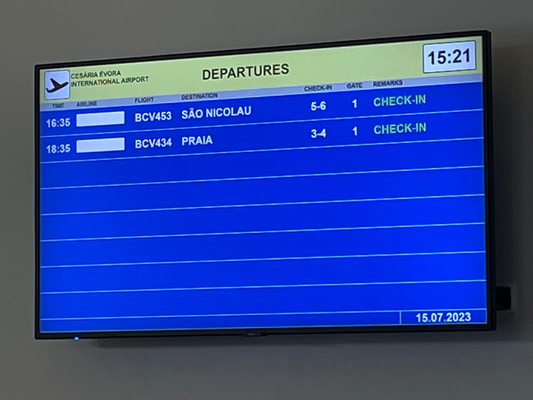 CESÁRIA ÉVORA
INTERNATIONAL AIRPORT
DEPARTURES
15:21
TIME AIRLINE FLIGHT DESTINATION CHECK-IN GATE REMARKS
16:35 BCV453 SÃO NICOLAU 5-6 1 CHECK-IN
18:35 BCV434 PRAIA 3-4 1 CHECK-IN
15.07.2023